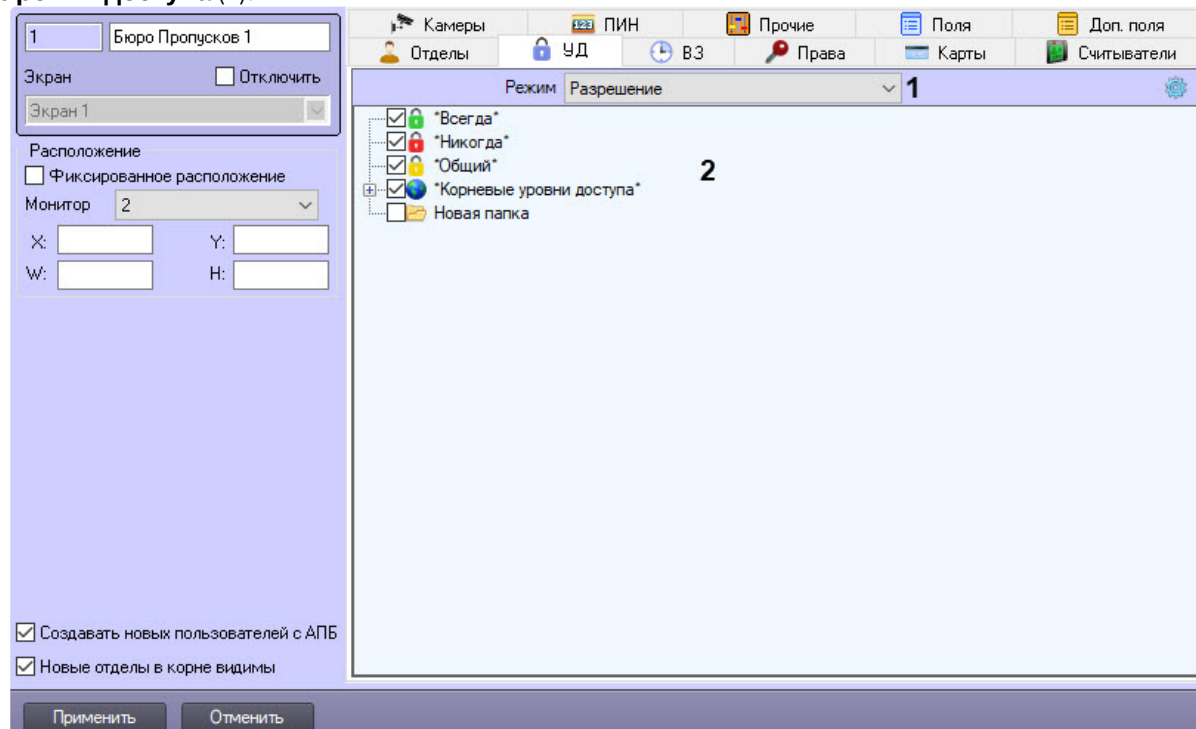 1 Бюро Пропусков 1
Экран Отключить
Экран 1
Расположение
Фиксированное расположение
Монитор 2
X: Y:
W: H:
Создавать новых пользователей с АПБ
Новые отделы в корне видимы
Камеры 123 ПИН Прочие Поля Доп. поля
Отделы УД ВЗ Права Карты Считыватели
Режим Разрешение 1
*Всегда*
*Никогда*
*Общий*
2
*Корневые уровни доступа*
Новая папка
Применить Отменить